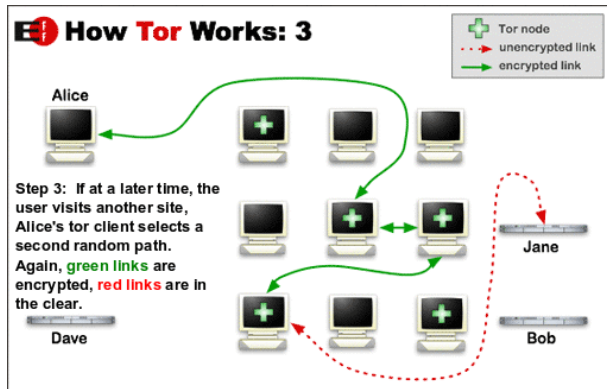 EFF How Tor Works: 3
Tor node
unencrypted link
encrypted link
Alice
Step 3: If at a later time, the
user visits another site,
Alice's tor client selects a
second random path.
Again, green links are
encrypted, red links are in
the clear.
Jane
Dave
Bob